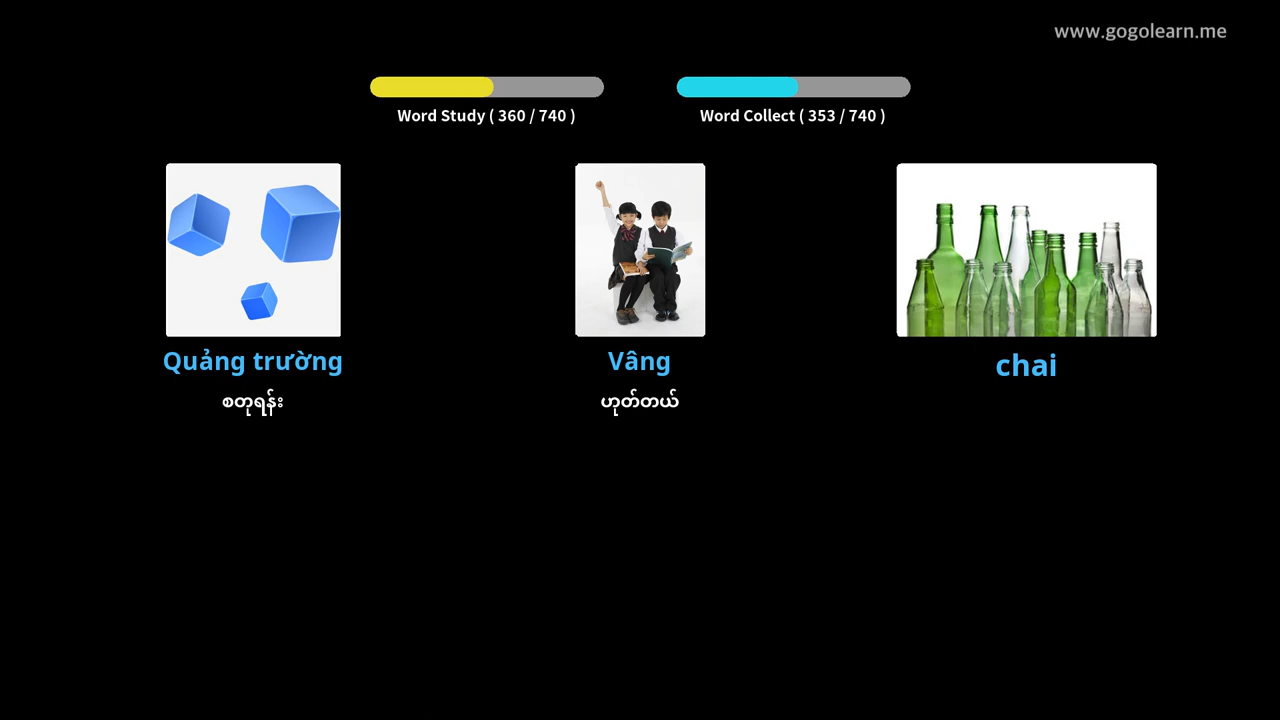 www.gogolearn.me
Word Study ( 360 / 740 )
Word Collect ( 353 / 740 )
Quảng trường
စတုရန်း
Vâng
ဟုတ်တယ်
chai